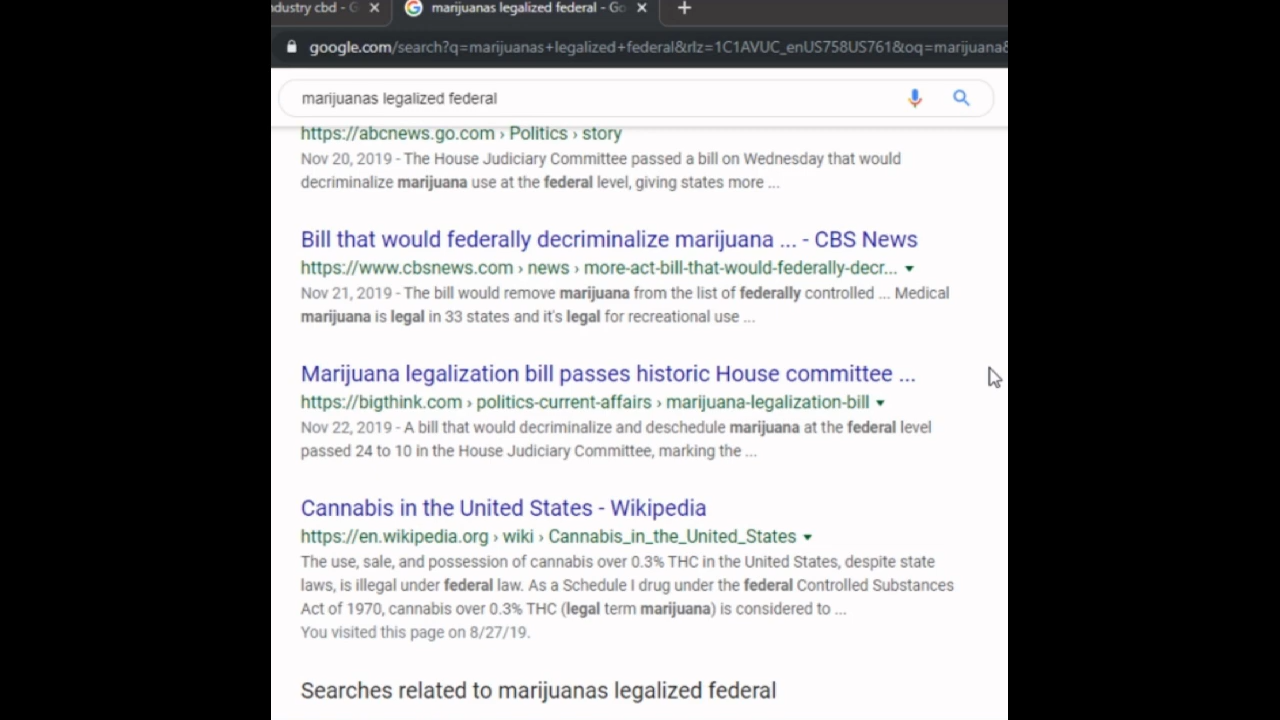 ndustry cbd - G
marijuanas legalized federal - Go
google.com/search?q=marijuanas+legalized+federal&rlz=1C1AVUC_enUS758US761&oq=marijuana&
marijuanas legalized federal
https://abcnews.go.com › Politics › story
Nov 20, 2019 - The House Judiciary Committee passed a bill on Wednesday that would
decriminalize marijuana use at the federal level, giving states more ...
Bill that would federally decriminalize marijuana ... - CBS News
https://www.cbsnews.com › news › more-act-bill-that-would-federally-decr...
Nov 21, 2019 - The bill would remove marijuana from the list of federally controlled ... Medical
marijuana is legal in 33 states and it's legal for recreational use ...
Marijuana legalization bill passes historic House committee ...
https://bigthink.com › politics-current-affairs › marijuana-legalization-bill
Nov 22, 2019 - A bill that would decriminalize and deschedule marijuana at the federal level
passed 24 to 10 in the House Judiciary Committee, marking the ...
Cannabis in the United States - Wikipedia
https://en.wikipedia.org › wiki › Cannabis_in_the_United_States
The use, sale, and possession of cannabis over 0.3% THC in the United States, despite state
laws, is illegal under federal law. As a Schedule I drug under the federal Controlled Substances
Act of 1970, cannabis over 0.3% THC (legal term marijuana) is considered to ...
You visited this page on 8/27/19.
Searches related to marijuanas legalized federal